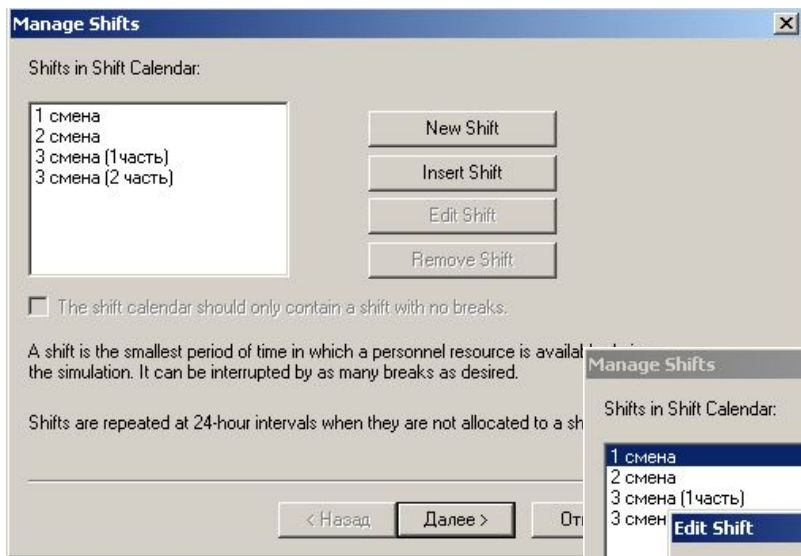 Manage Shifts
Shifts in Shift Calendar:
1 смена
2 смена
3 смена (1часть)
3 смена (2 часть)
New Shift
Insert Shift
Edit Shift
Remove Shift
The shift calendar should only contain a shift with no breaks.
A shift is the smallest period of time in which a personnel resource is
the simulation. It can be interrupted by as many breaks as desired.
Shifts are repeated at 24-hour intervals when they are not allocated to a
< Назад
Далее >
Manage Shifts
Shifts in Shift Calendar:
1 смена
2 смена
3 смена (1часть)
3
Edit Shift